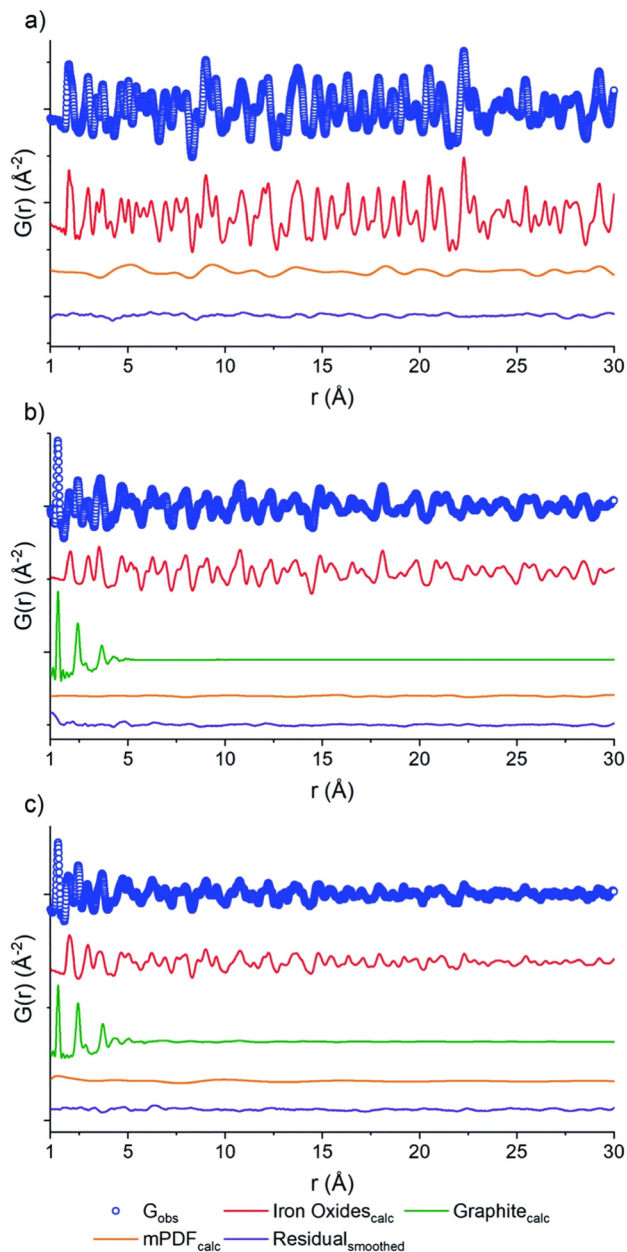 a)
G(r) (Å⁻²)
1 5 10 15 20 25 30
r (Å)
b)
G(r) (Å⁻²)
1 5 10 15 20 25 30
r (Å)
c)
G(r) (Å⁻²)
1 5 10 15 20 25 30
r (Å)
G_obs Iron Oxides_calc Graphite_calc
mPDF_calc Residual_smoothed